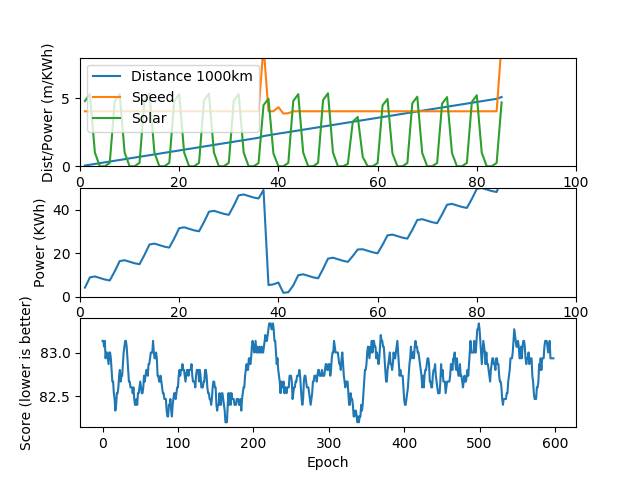 Dist/Power (m/KWh)
5
0
Distance 1000km
Speed
Solar
0 20 40 60 80 100
Power (KWh)
40
20
0
0 20 40 60 80 100
Score (lower is better)
83.0
82.5
0 100 200 300 400 500 600
Epoch